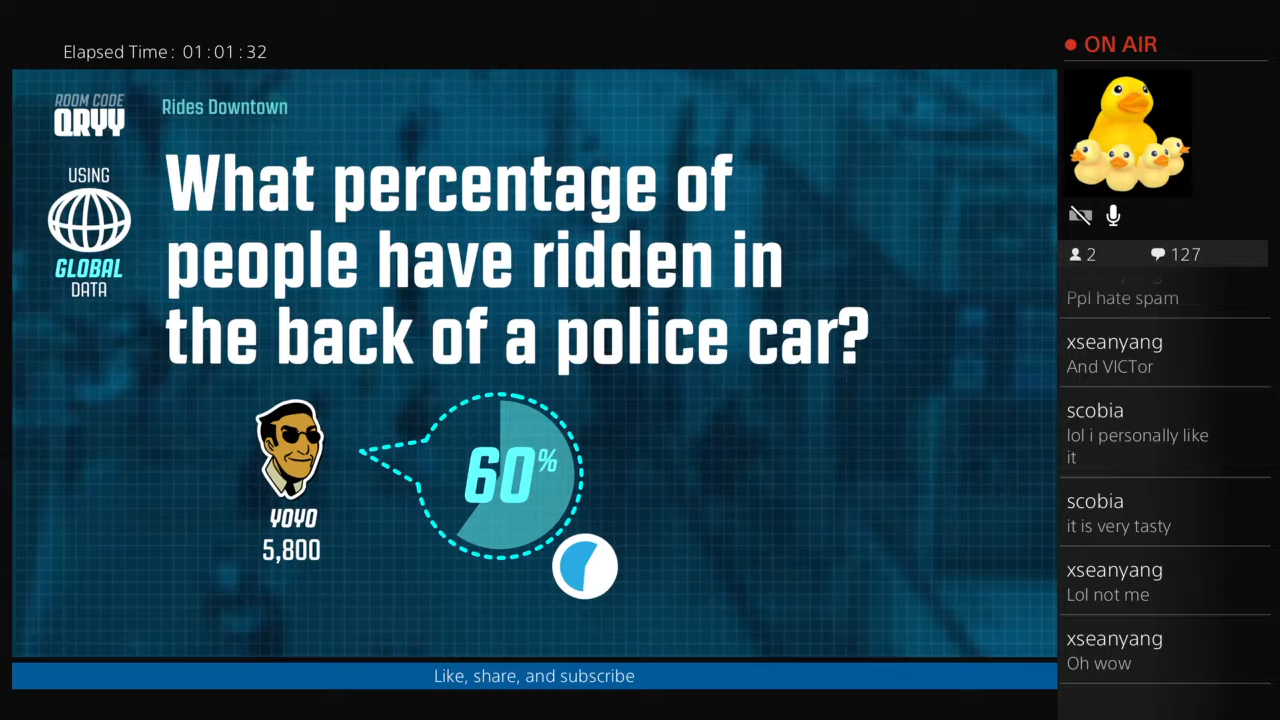 Elapsed Time: 01:01:32
ON AIR
ROOM CODE
QRYY
Rides Downtown
USING
GLOBAL
DATA
What percentage of
people have ridden in
the back of a police car?
60%
YOYO
5,800
Like, share, and subscribe
2
127
Ppl hate spam
xseanyang
And VICTor
scobia
lol i personally like
it
scobia
it is very tasty
xseanyang
Lol not me
xseanyang
Oh wow